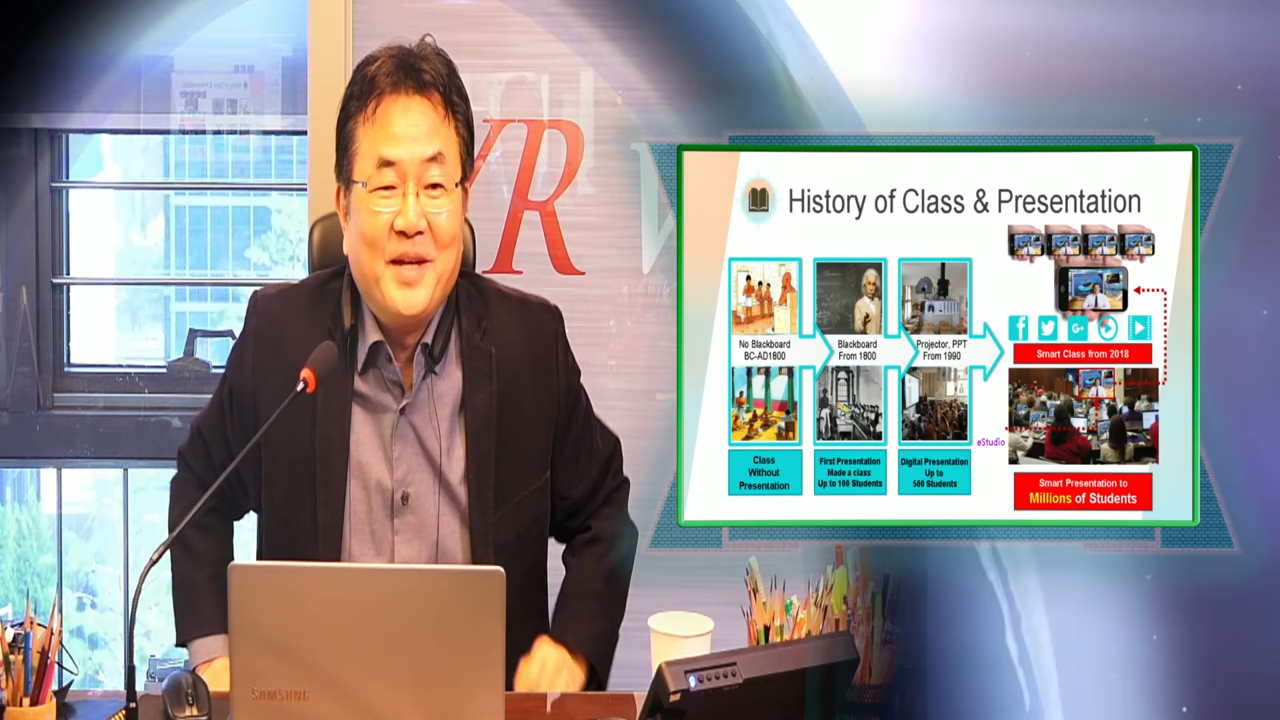 VR
History of Class & Presentation
No Blackboard
BC-AD1800
Blackboard
From 1800
Projector, PPT
From 1990
Smart Class from 2018
eStudio
Class
Without
Presentation
First Presentation
Made a class
Up to 100 Students
Digital Presentation
Up to
500 Students
Smart Presentation to
Millions of Students
SAMSUNG